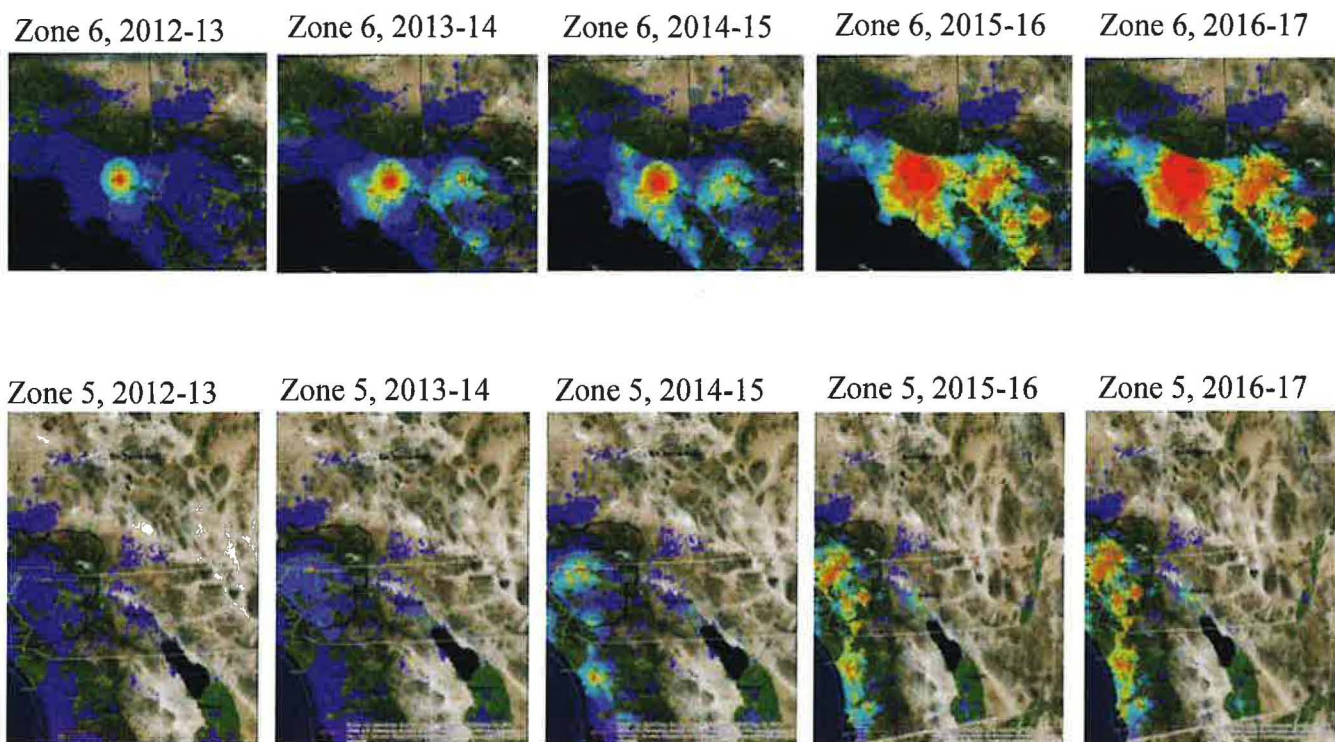 Zone 6, 2012-13
Zone 6, 2013-14
Zone 6, 2014-15
Zone 6, 2015-16
Zone 6, 2016-17
Zone 5, 2012-13
Zone 5, 2013-14
Zone 5, 2014-15
Zone 5, 2015-16
Zone 5, 2016-17